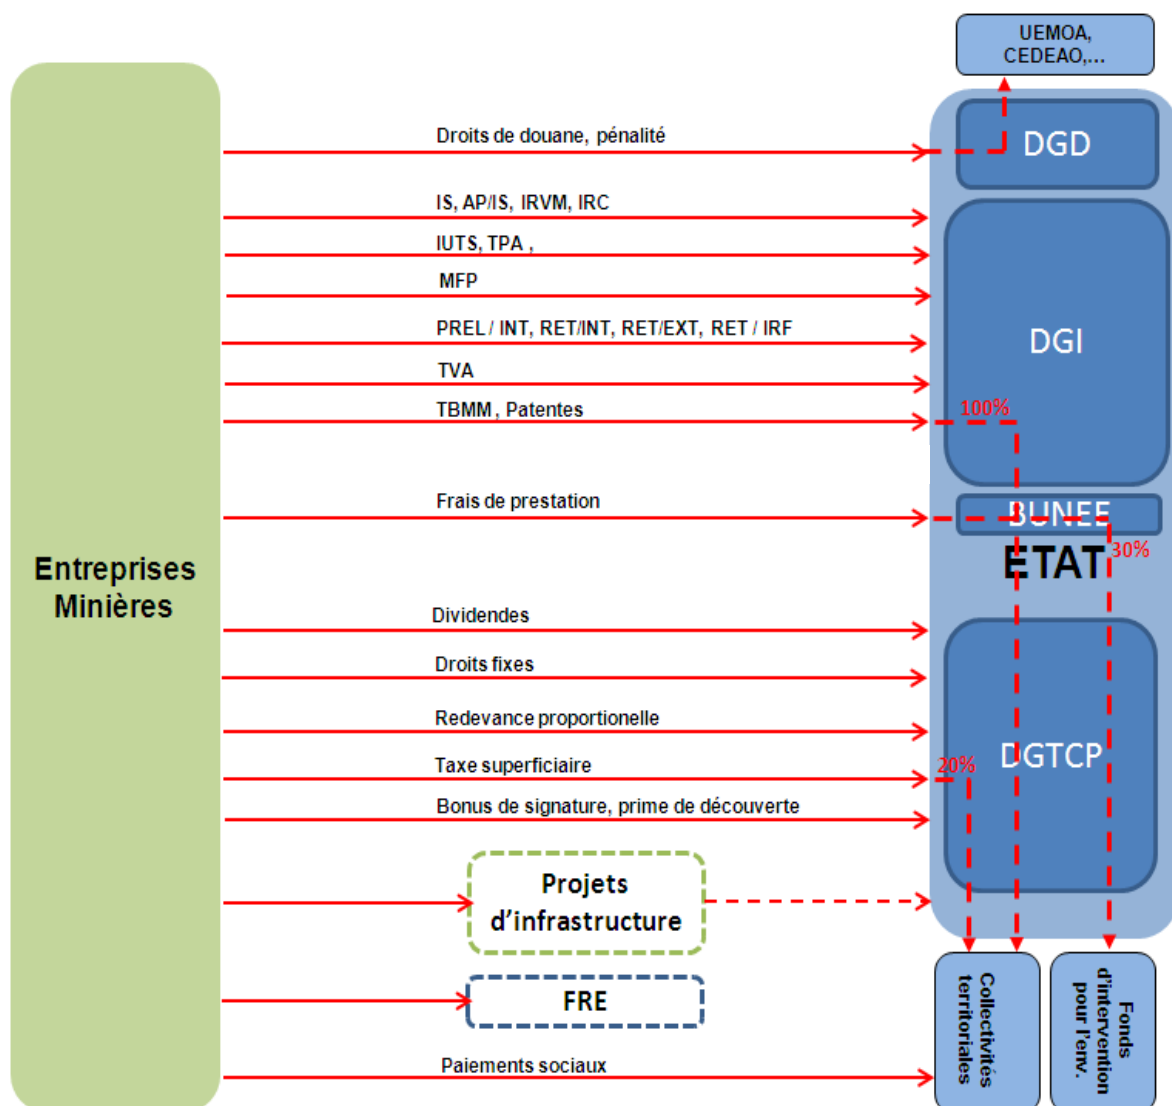 UEMOA,
CEDEAO,...
Droits de douane, pénalité
DGD
IS, AP/IS, IRVM, IRC
IUTS, TPA ,
MFP
PREL / INT, RET/INT, RET/EXT, RET / IRF
DGI
TVA
TBMM , Patentes
100%
Frais de prestation
BUNEE
30%
ETAT
Entreprises
Minières
Dividendes
Droits fixes
Redevance proportionelle
DGTCP
Taxe superficiaire
20%
Bonus de signature, prime de découverte
Projets
d'infrastructure
FRE
Collectivités
territoriales
Fonds
d'intervention
pour l'env.
Paiements sociaux